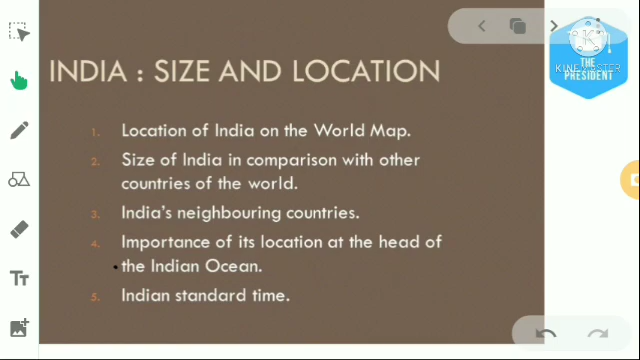 INDIA : SIZE AND LOCATION
1. Location of India on the World Map.
2. Size of India in comparison with other
countries of the world.
3. India's neighbouring countries.
4. Importance of its location at the head of
the Indian Ocean.
5. Indian standard time.
THE
PRESIDENT
KINEMASTER
TT